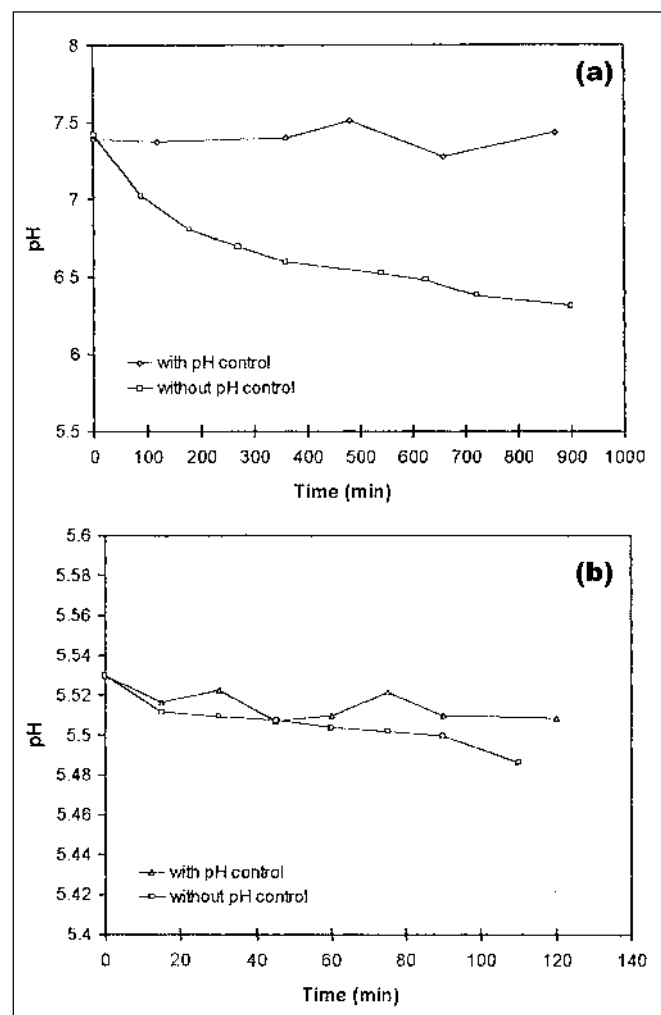 (a)
8
7.5
7
6 5
6
5.5
pH
with pH control
without pH control
0 100 200 300 400 500 600 700 800 900 1000
Time (min)
(b)
5.6
5.58
5.56
5.54
5.52
5.5
5.48
5.46
5.44
5.42
5.4
pH
with pH control
without pH control
0 20 40 60 80 100 120 140
Time (min)